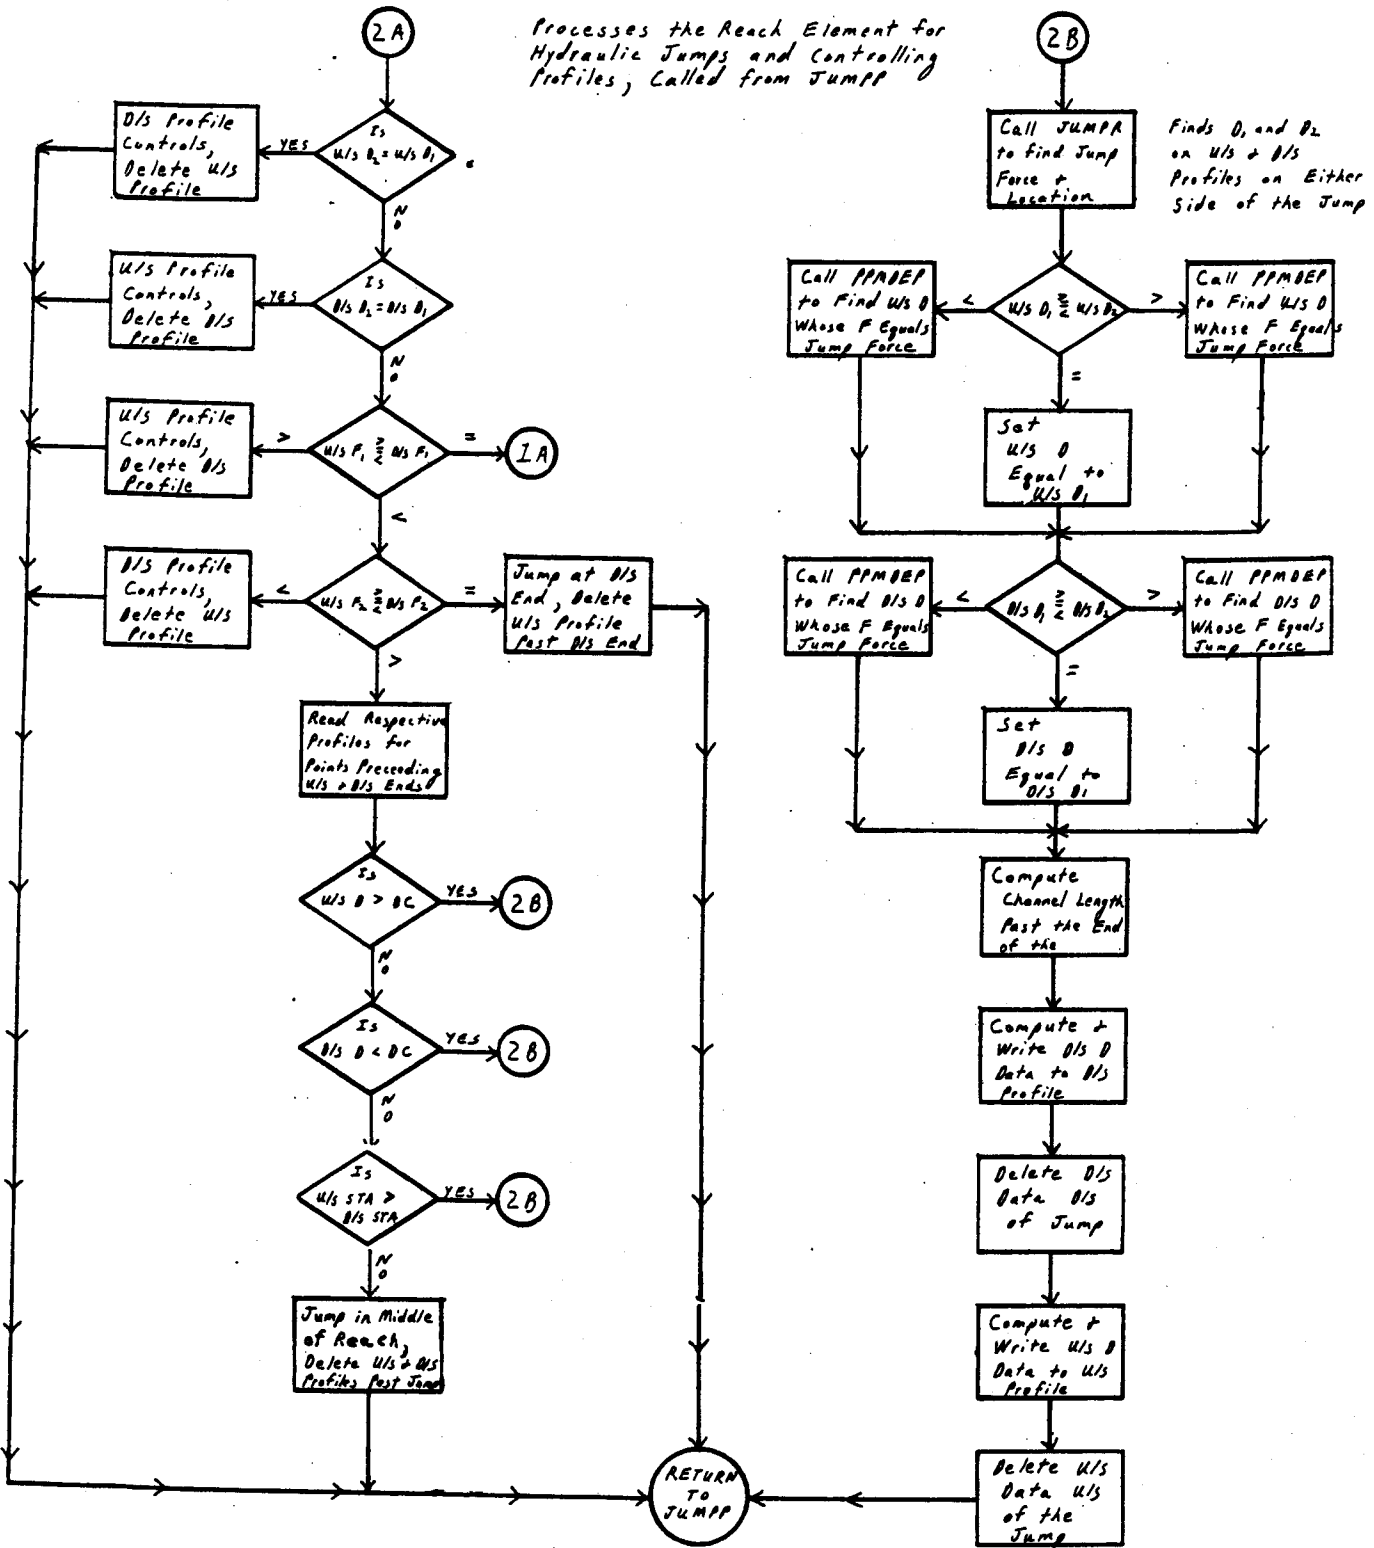 2A
Processes the Reach Element for
Hydraulic Jumps and Controlling
Profiles, Called from JUMPP
D/S Profile
Controls,
Delete U/S
Profile
YES
Is
U/S D2 = U/S D1
NO
U/S Profile
Controls,
Delete D/S
Profile
YES
Is
D/S D2 = D/S D1
NO
U/S Profile
Controls,
Delete D/S
Profile
>
U/S F1 >=< D/S F1
=
1A
<
D/S Profile
Controls,
Delete U/S
Profile
<
U/S F2 >=< D/S F2
=
Jump at D/S
End, Delete
U/S Profile
Past D/S End
>
Read Respective
Profiles for
Points Preceeding
U/S + D/S Ends
Is
U/S D > DC
YES
2B
NO
Is
D/S D < DC
YES
2B
NO
Is
U/S STA >
D/S STA
YES
2B
NO
Jump in Middle
of Reach,
Delete U/S + D/S
Profiles Past Jump
RETURN
TO
JUMPP
2B
Call JUMPR
to find Jump
Force +
Location
Finds D1 and D2
on U/S + D/S
Profiles on Either
Side of the Jump
Call PPMDEP
to Find U/S D
Whose F Equals
Jump Force
<
U/S D1 >=< U/S D2
>
Call PPMDEP
to Find U/S D
Whose F Equals
Jump Force
=
Set
U/S D
Equal to
U/S D1
Call PPMDEP
to Find D/S D
Whose F Equals
Jump Force
<
D/S D1 >=< D/S D2
>
Call PPMDEP
to Find D/S D
Whose F Equals
Jump Force
=
Set
D/S D
Equal to
D/S D1
Compute
Channel Length
Past the End
of the
Compute +
Write D/S D
Data to D/S
Profile
Delete D/S
Data D/S
of Jump
Compute +
Write U/S D
Data to U/S
Profile
Delete U/S
Data U/S
of the
Jump